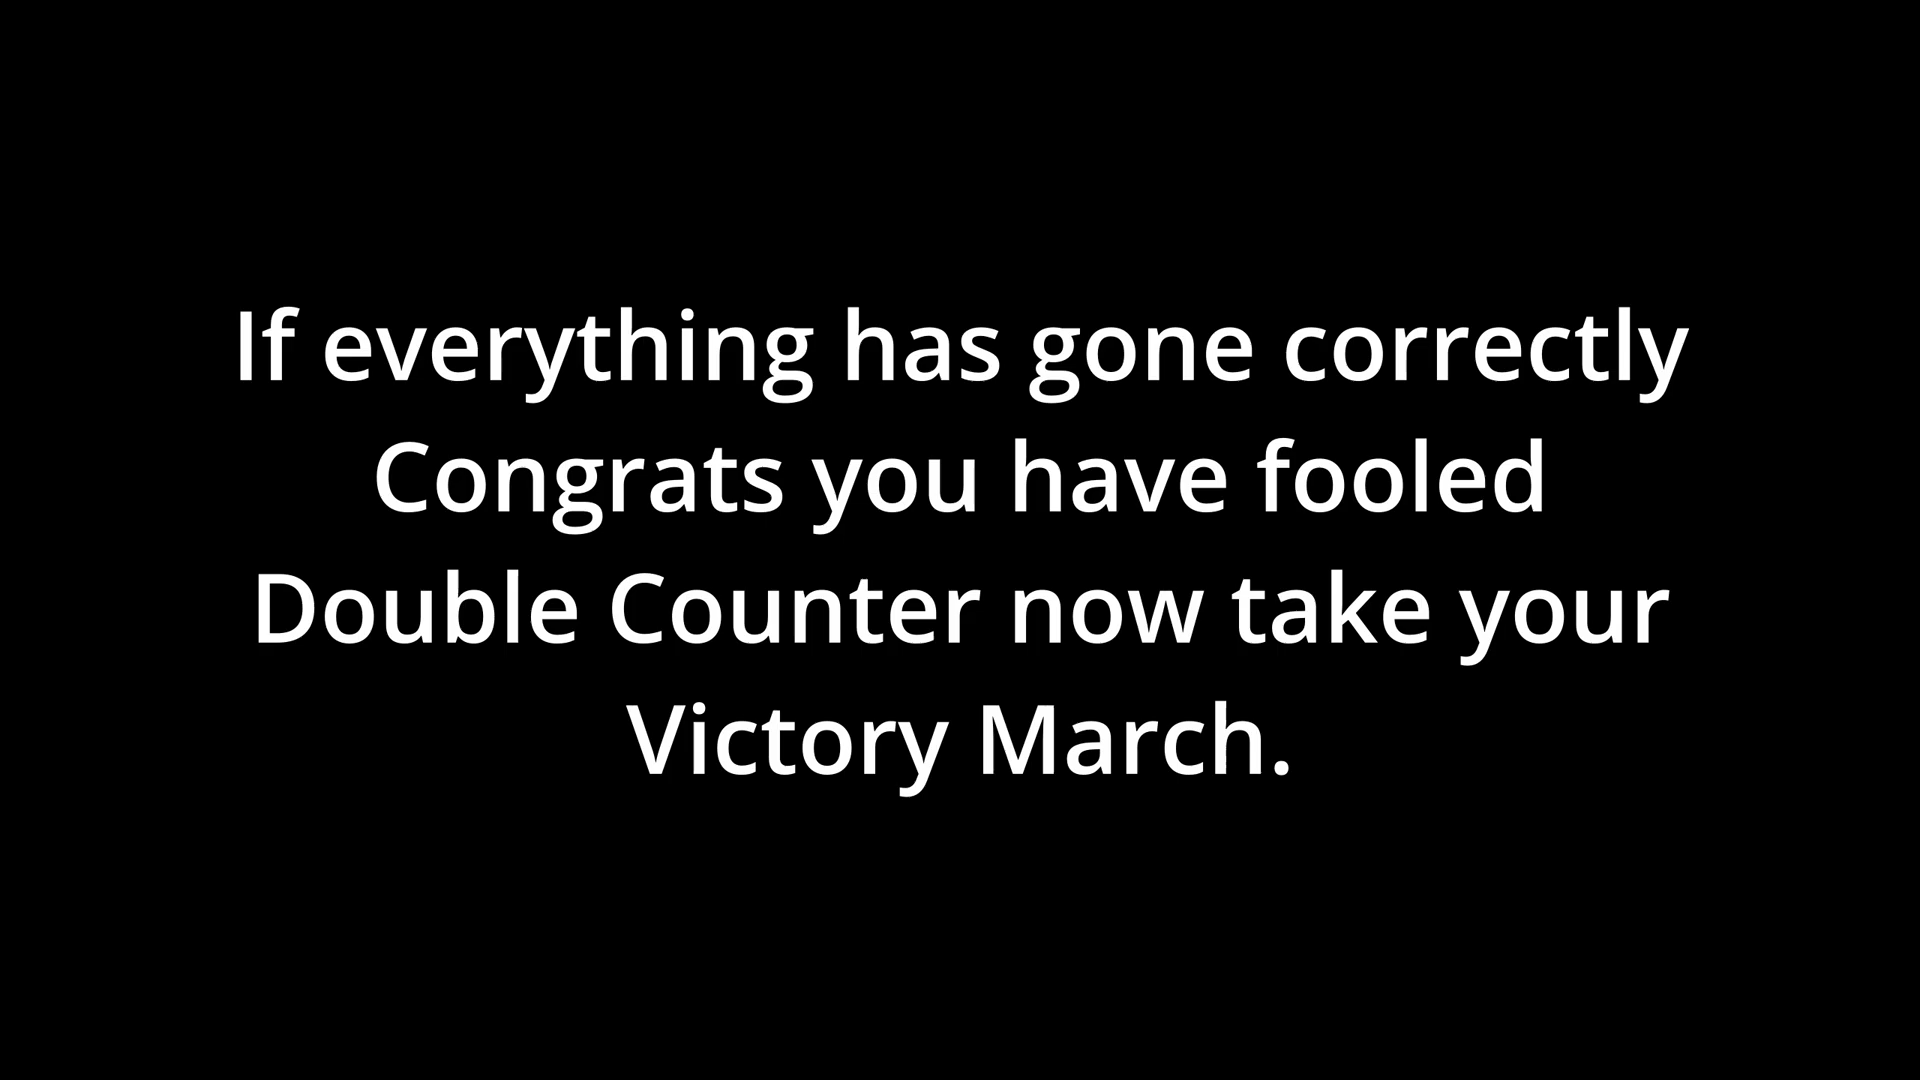 If everything has gone correctly
Congrats you have fooled
Double Counter now take your
Victory March.